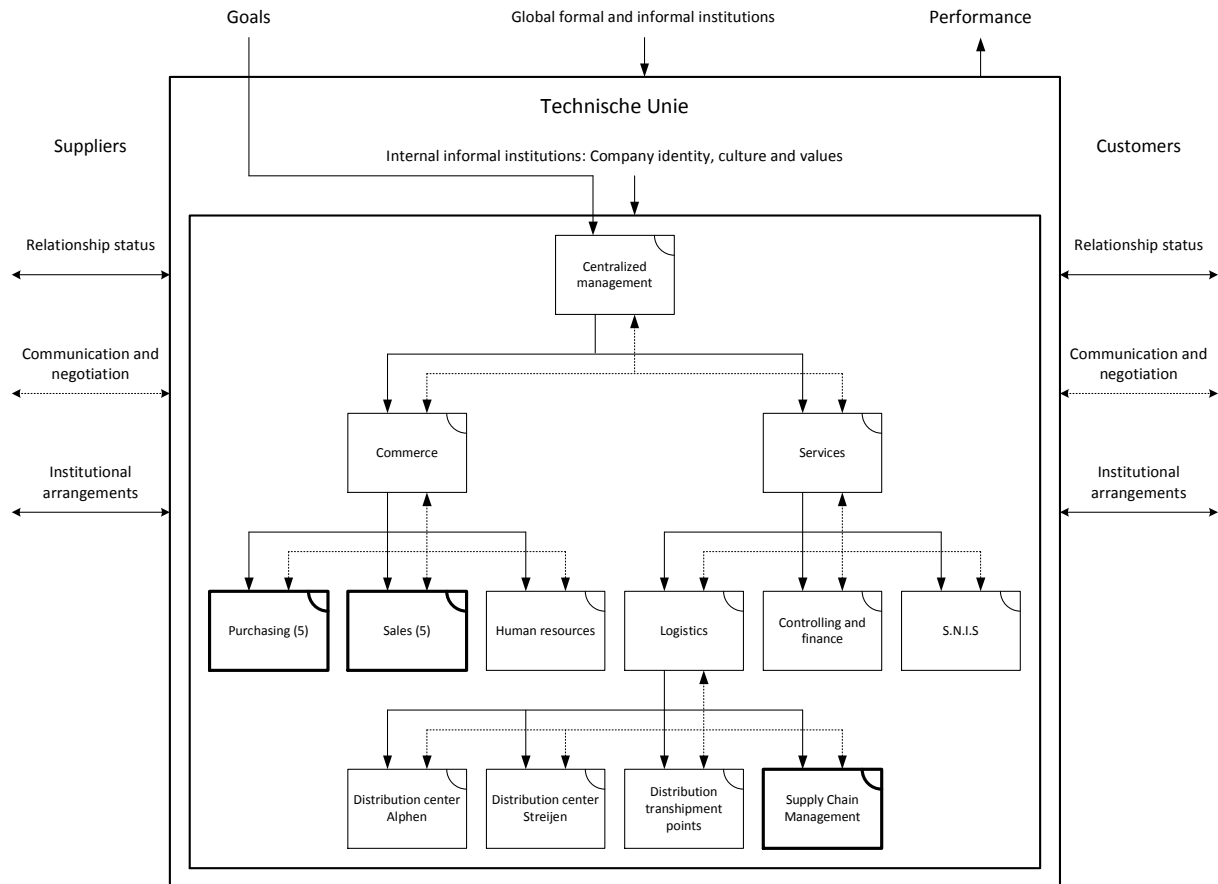 Goals
Global formal and informal institutions
Performance
Technische Unie
Suppliers
Customers
Internal informal institutions: Company identity, culture and values
Relationship status
Relationship status
Centralized
management
Communication and
negotiation
Communication and
negotiation
Commerce
Services
Institutional
arrangements
Institutional
arrangements
Purchasing (5)
Sales (5)
Human resources
Logistics
Controlling and
finance
S.N.I.S
Distribution center
Alphen
Distribution center
Streijen
Distribution
transhipment
points
Supply Chain
Management